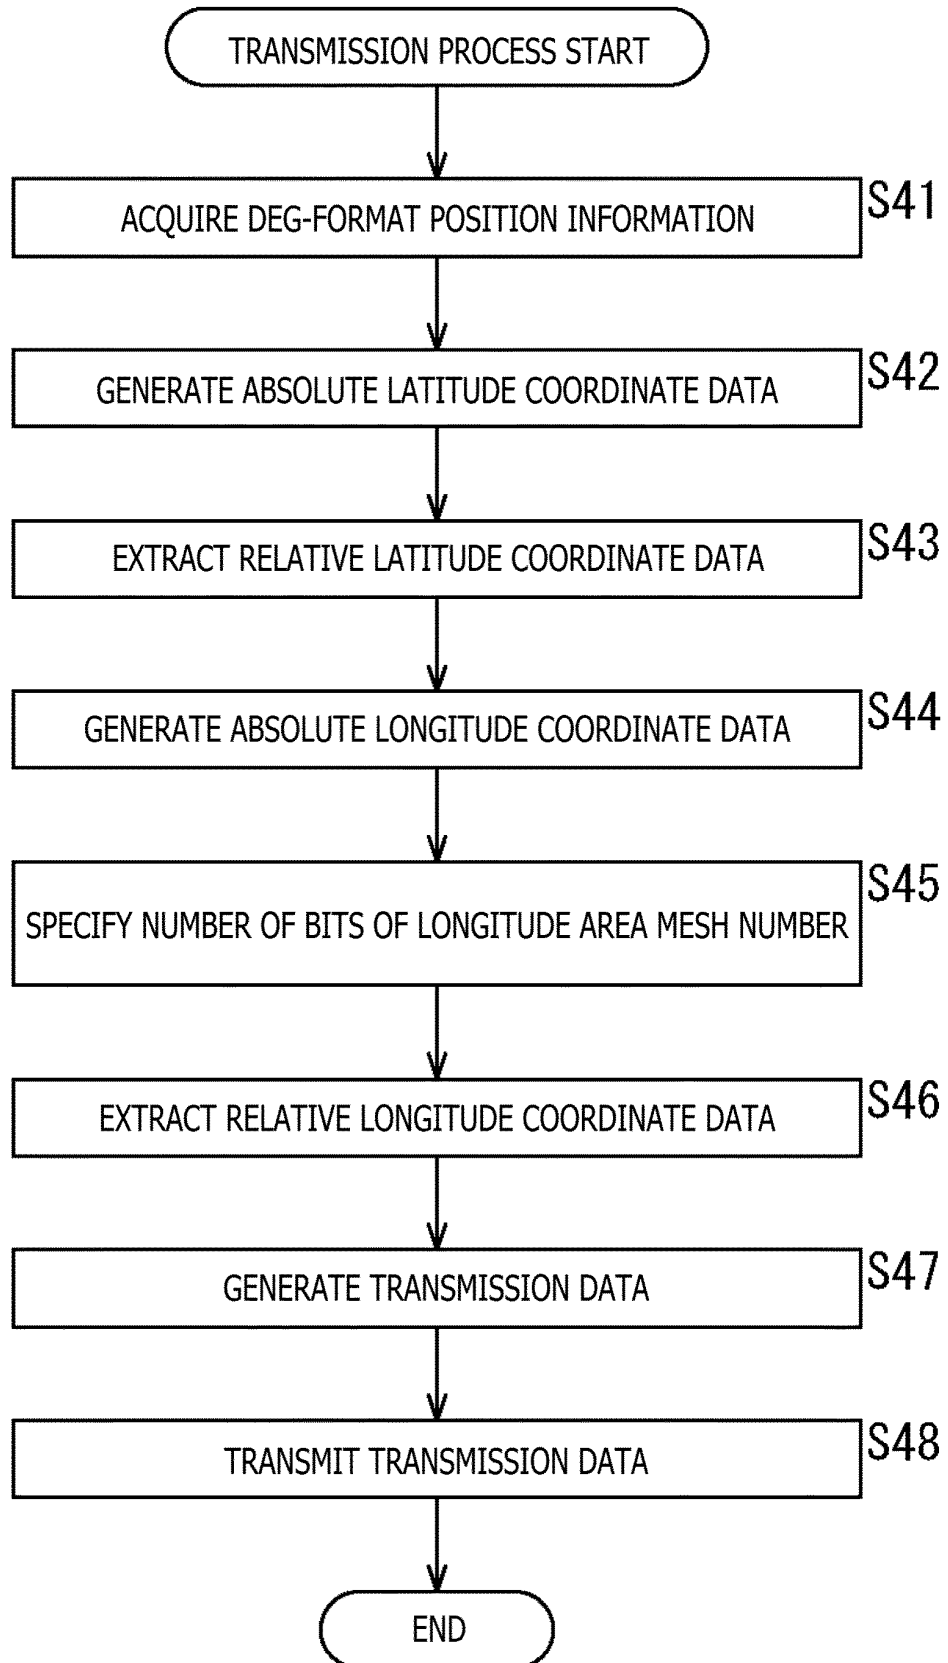 TRANSMISSION PROCESS START
S41
ACQUIRE DEG-FORMAT POSITION INFORMATION
S42
GENERATE ABSOLUTE LATITUDE COORDINATE DATA
S43
EXTRACT RELATIVE LATITUDE COORDINATE DATA
S44
GENERATE ABSOLUTE LONGITUDE COORDINATE DATA
S45
SPECIFY NUMBER OF BITS OF LONGITUDE AREA MESH NUMBER
S46
EXTRACT RELATIVE LONGITUDE COORDINATE DATA
S47
GENERATE TRANSMISSION DATA
S48
TRANSMIT TRANSMISSION DATA
END